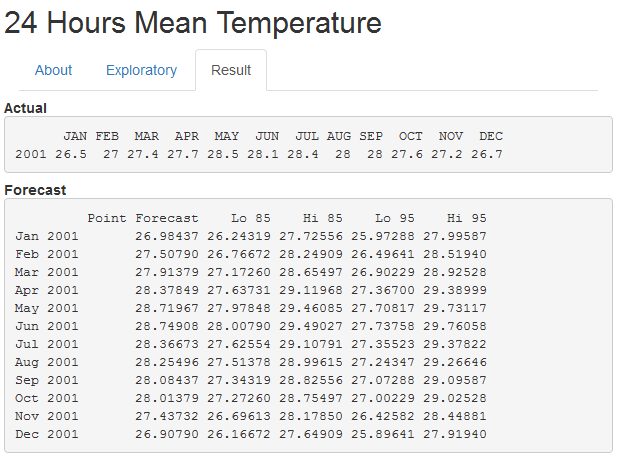 24 Hours Mean Temperature
About Exploratory Result
Actual
JAN FEB MAR APR MAY JUN JUL AUG SEP OCT NOV DEC
2001 26.5 27 27.4 27.7 28.5 28.1 28.4 28 28 27.6 27.2 26.7
Forecast
Point Forecast Lo 85 Hi 85 Lo 95 Hi 95
Jan 2001 26.98437 26.24319 27.72556 25.97288 27.99587
Feb 2001 27.50790 26.76672 28.24909 26.49641 28.51940
Mar 2001 27.91379 27.17260 28.65497 26.90229 28.92528
Apr 2001 28.37849 27.63731 29.11968 27.36700 29.38999
May 2001 28.71967 27.97848 29.46085 27.70817 29.73117
Jun 2001 28.74908 28.00790 29.49027 27.73758 29.76058
Jul 2001 28.36673 27.62554 29.10791 27.35523 29.37822
Aug 2001 28.25496 27.51378 28.99615 27.24347 29.26646
Sep 2001 28.08437 27.34319 28.82556 27.07288 29.09587
Oct 2001 28.01379 27.27260 28.75497 27.00229 29.02528
Nov 2001 27.43732 26.69613 28.17850 26.42582 28.44881
Dec 2001 26.90790 26.16672 27.64909 25.89641 27.91940